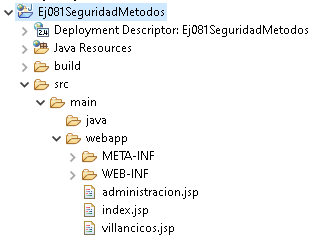 Ej081SeguridadMetodos
Deployment Descriptor: Ej081SeguridadMetodos
Java Resources
build
src
main
java
webapp
META-INF
WEB-INF
administracion.jsp
index.jsp
villancicos.jsp